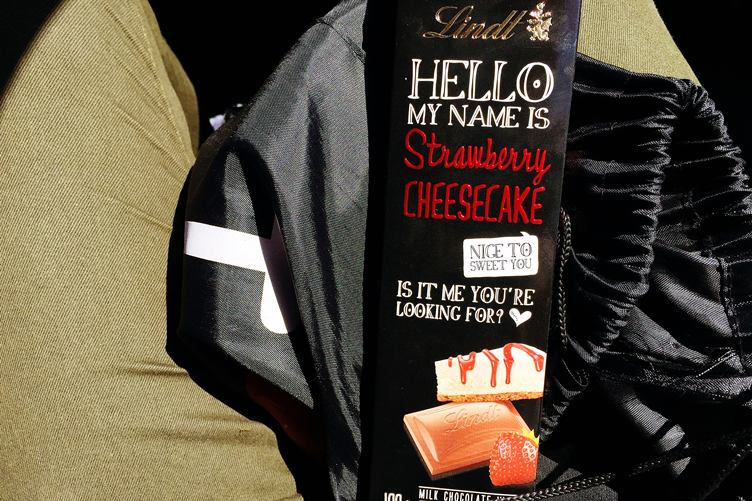 Lindt
HELLO
MY NAME IS
Strawberry
CHEESECAKE
NICE TO
SWEET YOU
IS IT ME YOU'RE
LOOKING FOR?
Lindt
MILK CHOCOLATE